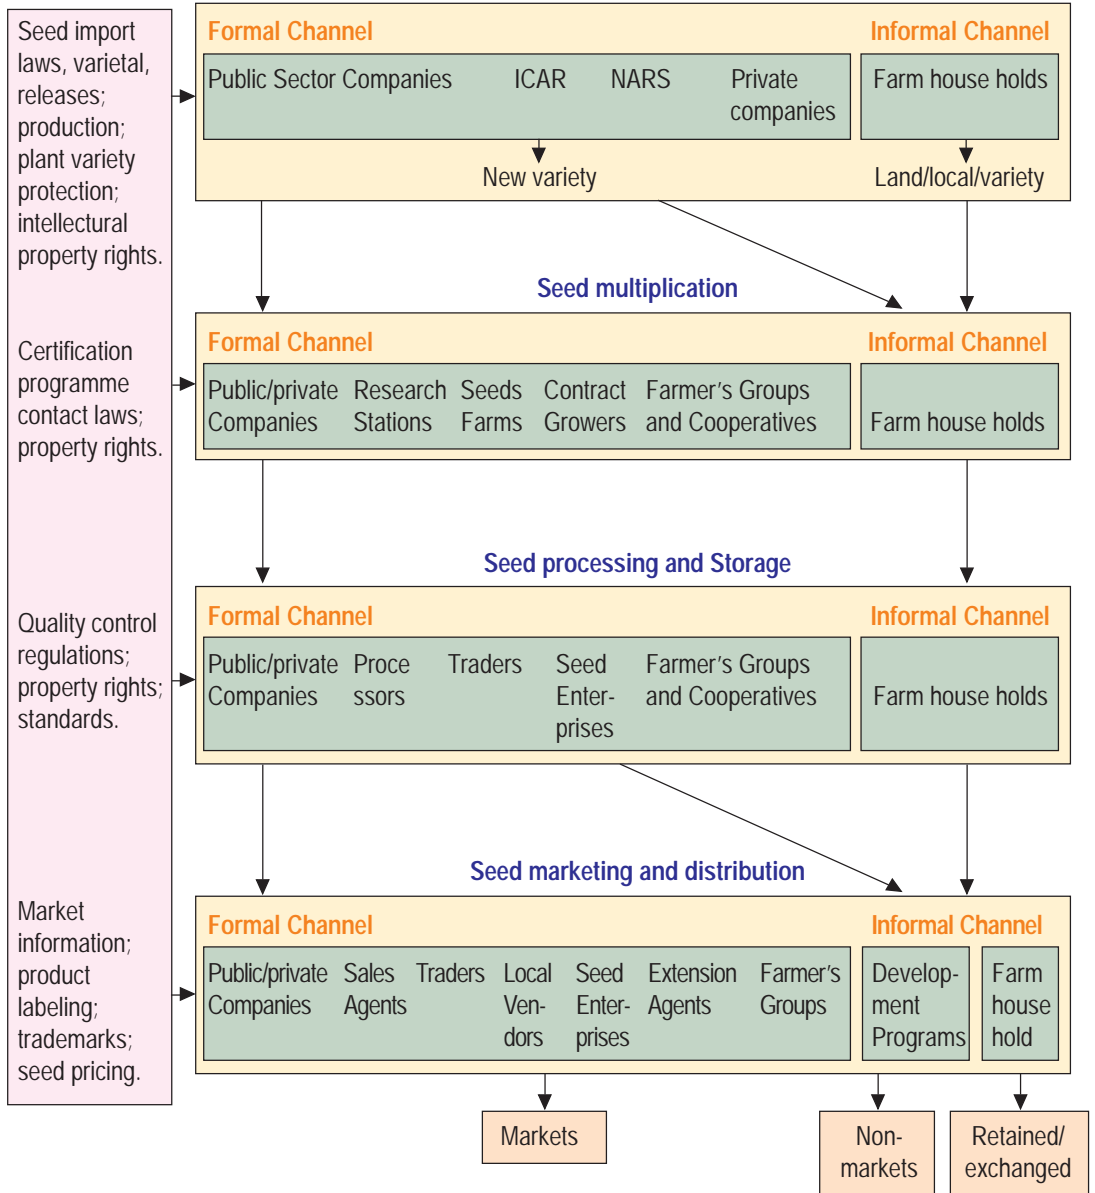 Seed import
laws, varietal,
releases;
production;
plant variety
protection;
intellectural
property rights.
Certification
programme
contact laws;
property rights.
Quality control
regulations;
property rights;
standards.
Market
information;
product
labeling;
trademarks;
seed pricing.
Formal Channel
Informal Channel
Public Sector Companies
ICAR
NARS
Private
companies
Farm house holds
New variety
Land/local/variety
Seed multiplication
Formal Channel
Informal Channel
Public/private
Companies
Research
Stations
Seeds
Farms
Contract
Growers
Farmer's Groups
and Cooperatives
Farm house holds
Seed processing and Storage
Formal Channel
Informal Channel
Public/private
Companies
Proce
ssors
Traders
Seed
Enter-
prises
Farmer's Groups
and Cooperatives
Farm house holds
Seed marketing and distribution
Formal Channel
Informal Channel
Public/private
Companies
Sales
Agents
Traders
Local
Ven-
dors
Seed
Enter-
prises
Extension
Agents
Farmer's
Groups
Develop-
ment
Programs
Farm
house
hold
Markets
Non-
markets
Retained/
exchanged